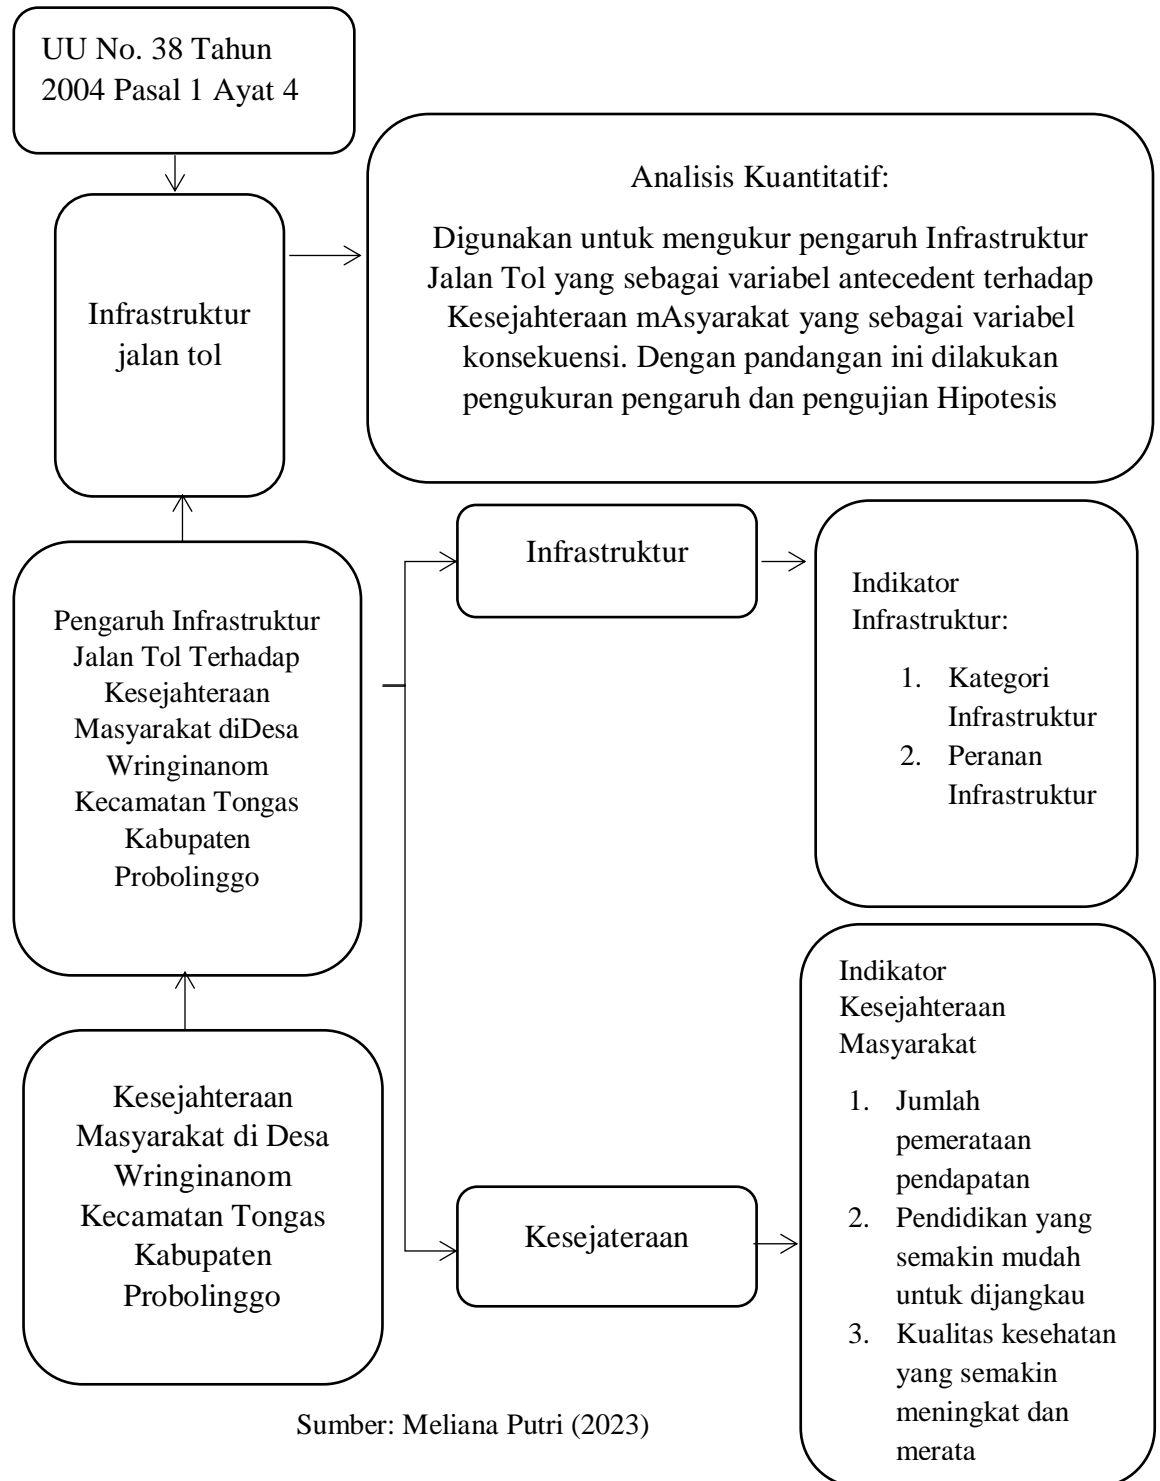 UU No. 38 Tahun
2004 Pasal 1 Ayat 4
Analisis Kuantitatif:
Digunakan untuk mengukur pengaruh Infrastruktur
Jalan Tol yang sebagai variabel antecedent terhadap
Kesejahteraan mAsyarakat yang sebagai variabel
konsekuensi. Dengan pandangan ini dilakukan
pengukuran pengaruh dan pengujian Hipotesis
Infrastruktur
jalan tol
Pengaruh Infrastruktur
Jalan Tol Terhadap
Kesejahteraan
Masyarakat diDesa
Wringinanom
Kecamatan Tongas
Kabupaten
Probolinggo
Infrastruktur
Indikator
Infrastruktur:
1. Kategori
Infrastruktur
2. Peranan
Infrastruktur
Kesejahteraan
Masyarakat di Desa
Wringinanom
Kecamatan Tongas
Kabupaten
Probolinggo
Kesejateraan
Indikator
Kesejahteraan
Masyarakat
1. Jumlah
pemerataan
pendapatan
2. Pendidikan yang
semakin mudah
untuk dijangkau
3. Kualitas kesehatan
yang semakin
meningkat dan
merata
Sumber: Meliana Putri (2023)